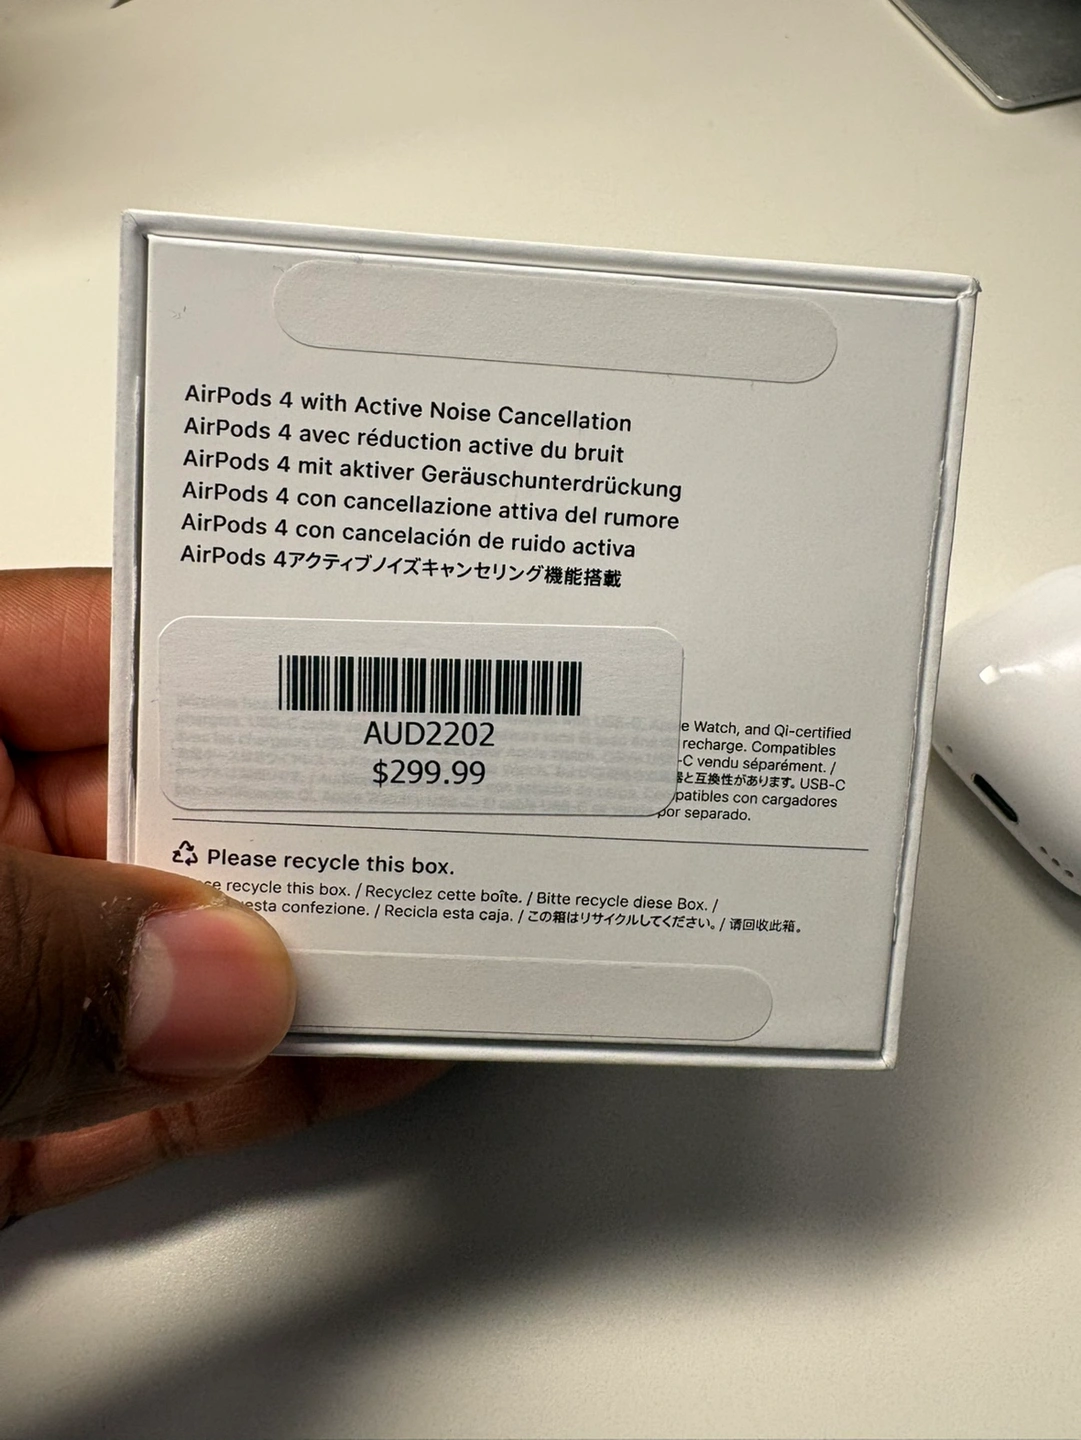 AirPods 4 with Active Noise Cancellation
AirPods 4 avec réduction active du bruit
AirPods 4 mit aktiver Geräuschunterdrückung
AirPods 4 con cancellazione attiva del rumore
AirPods 4 con cancelación de ruido activa
AirPods 4アクティブノイズキャンセリング機能搭載
AUD2202
$299.99
Watch, and Qi-certified
recharge. Compatibles
-C vendu séparément. /
と互換性があります。USB-C
con cargadores
por separado.
Please recycle this box.
recycle this box. / Recyclez cette boîte. / Bitte recycle diese Box. /
confezione. / Recicla esta caja. / この箱はリサイクルしてください。/ 请回收此箱。